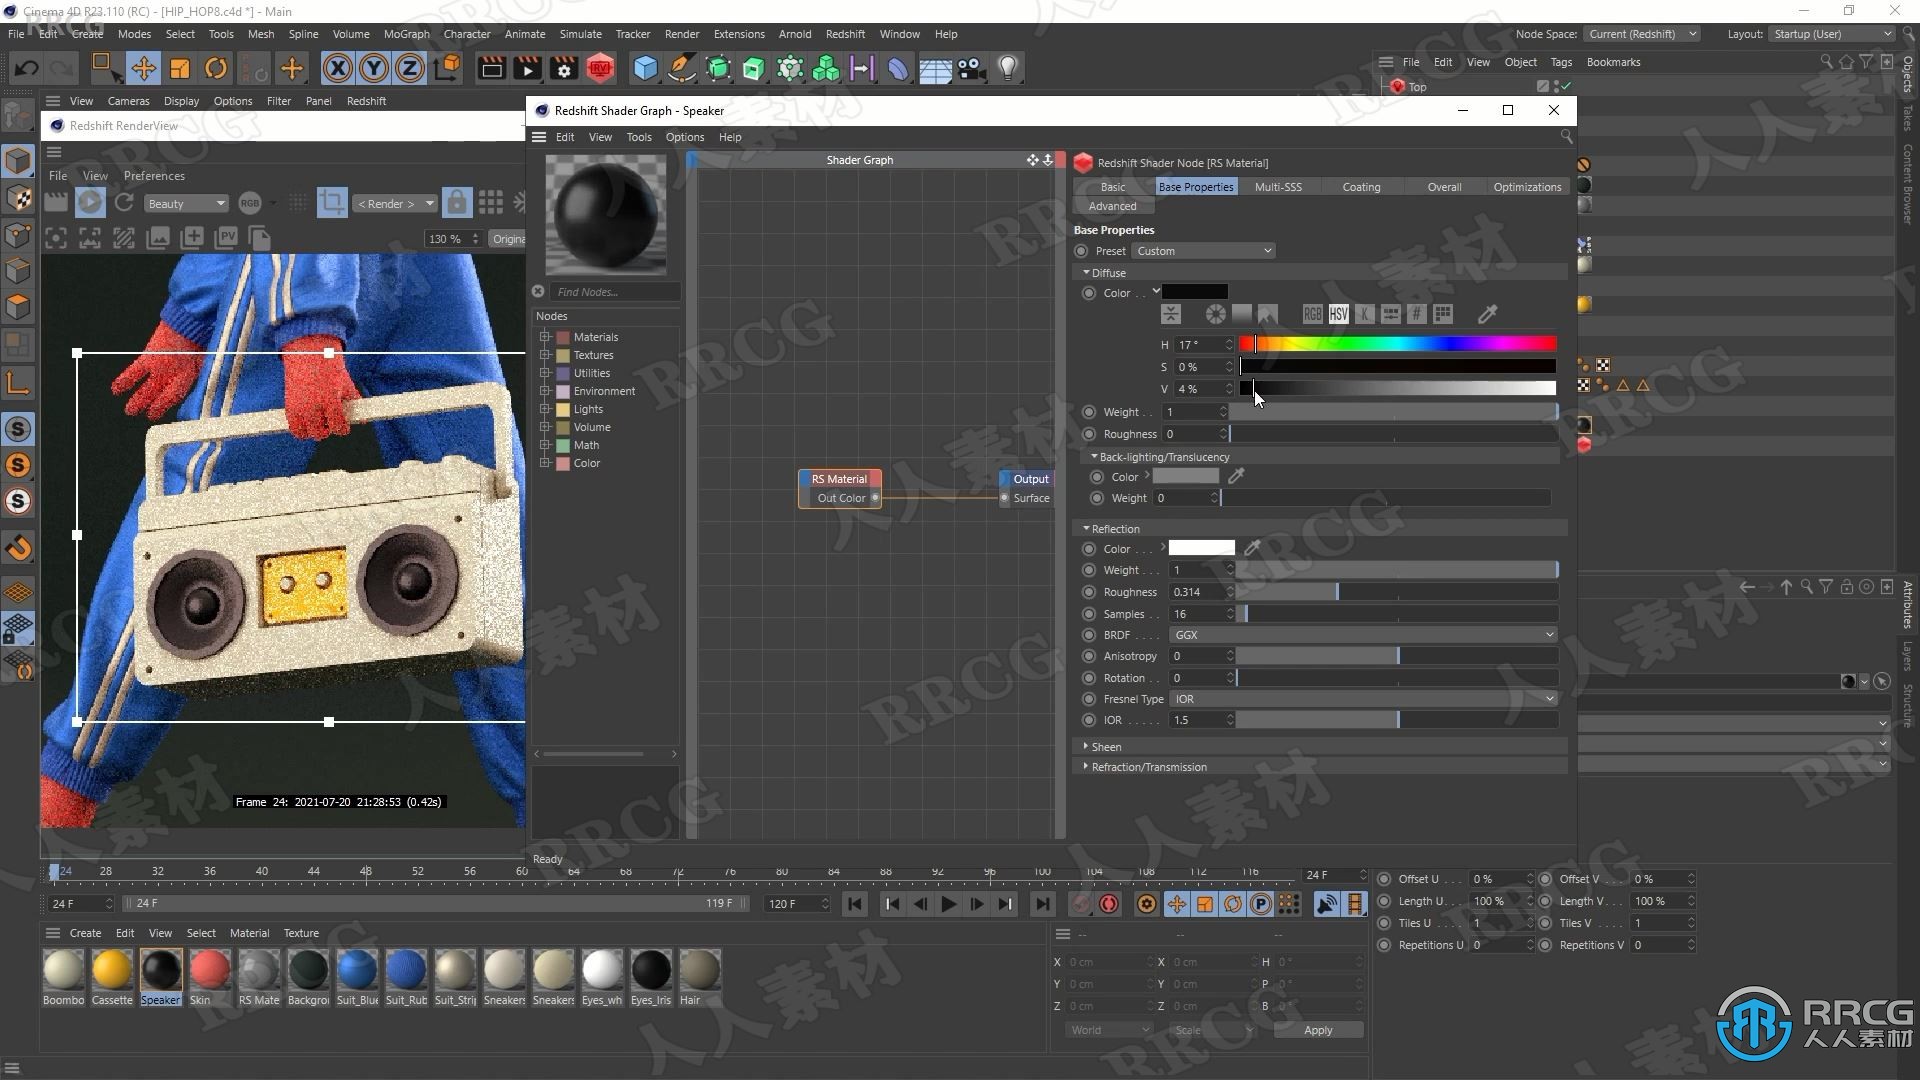 Cinema 4D R23.110 (RC) - [HIP_HOP8.c4d *] - Main
File Edit Create Modes Select Tools Mesh Spline Volume MoGraph Character Animate Simulate Tracker Render Extensions Arnold Redshift Window Help
Node Space: Current (Redshift) Layout: Startup (User)
File Edit View Object Tags Bookmarks
Top
View Cameras Display Options Filter Panel Redshift
Redshift RenderView
File View Preferences
Beauty RGB < Render >
PV 130 % Origina
Frame 24: 2021-07-20 21:28:53 (0.42s)
Redshift Shader Graph - Speaker
Edit View Tools Options Help
Find Nodes...
Nodes
Materials
Textures
Utilities
Environment
Lights
Volume
Math
Color
Ready
Shader Graph
RS Material
Out Color
Output
Surface
Redshift Shader Node [RS Material]
Basic Base Properties Multi-SSS Coating Overall Optimizations
Advanced
Base Properties
Preset Custom
Diffuse
Color . .
RGB HSV K #
H 17 °
S 0 %
V 4 %
Weight . . 1
Roughness 0
Back-lighting/Translucency
Color
Weight 0
Reflection
Color . . .
Weight . . . 1
Roughness 0.314
Samples . . 16
BRDF . . . . GGX
Anisotropy 0
Rotation . . 0
Fresnel Type IOR
IOR . . . . . 1.5
Sheen
Refraction/Transmission
Objects
Takes
Content Browser
Attributes
Layers
Structure
24 28 32 36 40 44 48 52 56 60 64 68 72 76 80 84 88 92 96 100 104 108 112 116
24 F
24 F 24 F 119 F 120 F
Create Edit View Select Material Texture
Boombo Cassette Speaker Skin RS Mate Backgrou Suit_Blue Suit_Rub Suit_Strip Sneakers Sneakers Eyes_wh Eyes_Iris Hair
-- -- --
X 0 cm X 0 cm H 0 °
Y 0 cm Y 0 cm P 0 °
Z 0 cm Z 0 cm B 0 °
World Scale Apply
Offset U . . . 0 % Offset V . . . 0 %
Length U . . 100 % Length V . . . 100 %
Tiles U . . . . 1 Tiles V . . . . 1
Repetitions U 0 Repetitions V 0
RRCG
人人素材